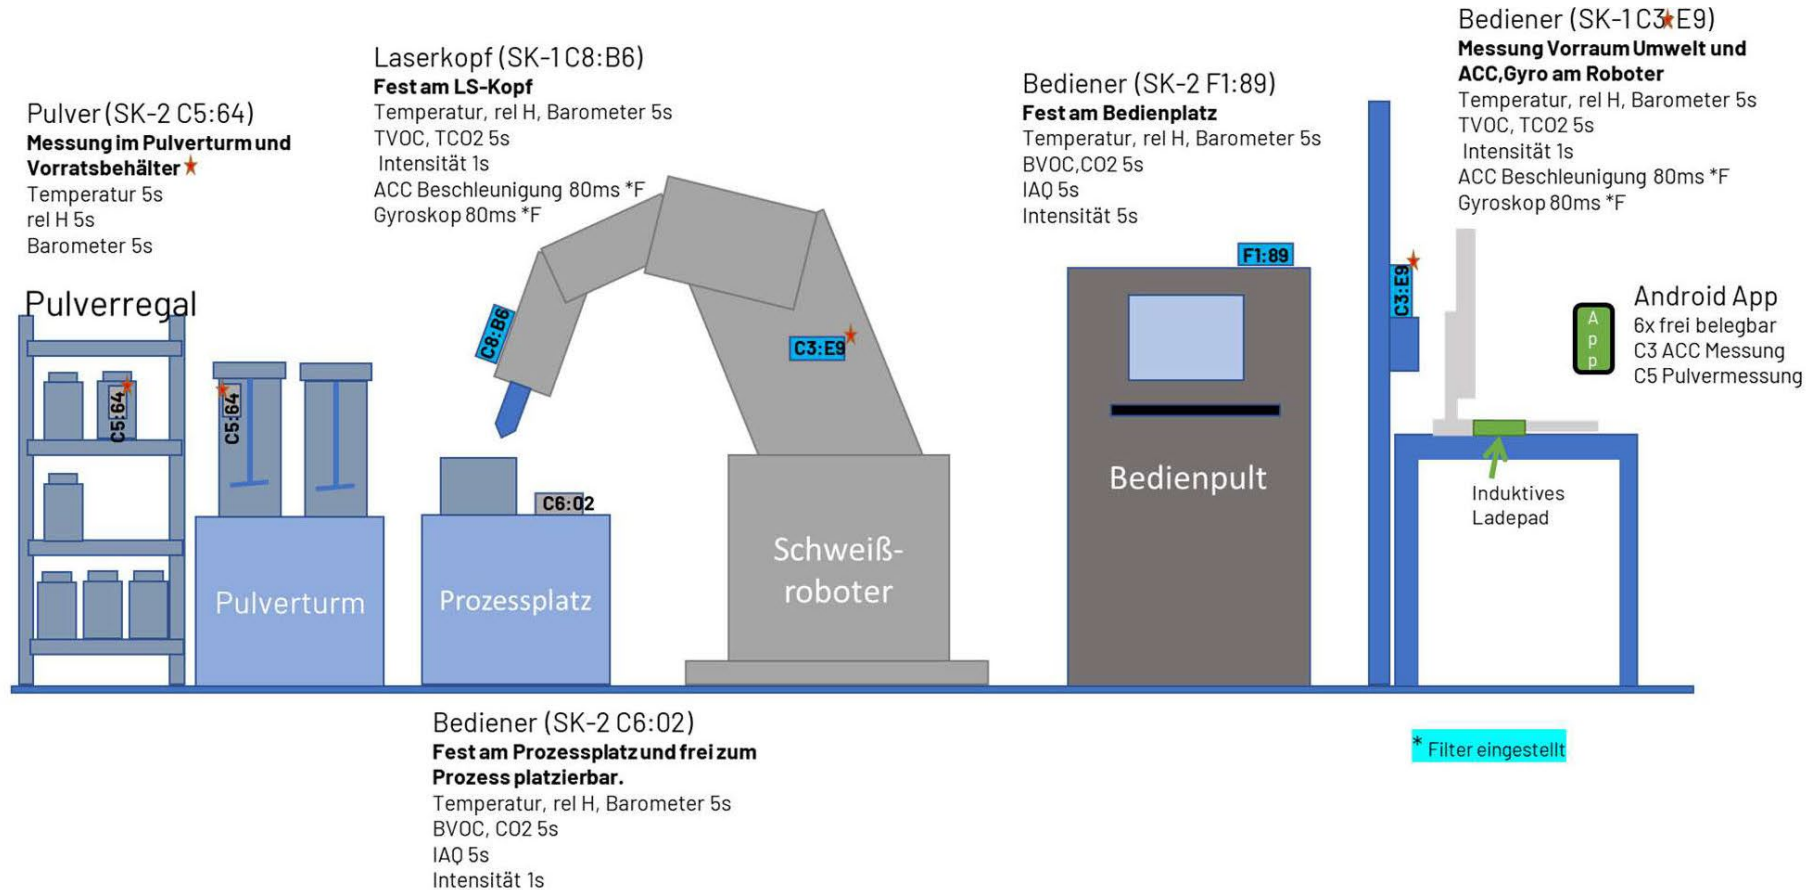 Pulver (SK-2 C5:64)
Messung im Pulverturm und
Vorratsbehälter
Temperatur 5s
rel H 5s
Barometer 5s
Laserkopf (SK-1 C8:B6)
Fest am LS-Kopf
Temperatur, rel H, Barometer 5s
TVOC, TCO2 5s
Intensität 1s
ACC Beschleunigung 80ms *F
Gyroskop 80ms *F
Bediener (SK-2 F1:89)
Fest am Bedienplatz
Temperatur, rel H, Barometer 5s
BVOC,CO2 5s
IAQ 5s
Intensität 5s
Bediener (SK-1 C3:E9)
Messung Vorraum Umwelt und
ACC,Gyro am Roboter
Temperatur, rel H, Barometer 5s
TVOC, TCO2 5s
Intensität 1s
ACC Beschleunigung 80ms *F
Gyroskop 80ms *F
Pulverregal
C5:64
C5:64
C8:B6
C3:E9
F1:89
C3:E9
App
Android App
6x frei belegbar
C3 ACC Messung
C5 Pulvermessung
C6:02
Pulverturm
Prozessplatz
Schweiß-
roboter
Bedienpult
Induktives
Ladepad
Bediener (SK-2 C6:02)
Fest am Prozessplatz und frei zum
Prozess platzierbar.
Temperatur, rel H, Barometer 5s
BVOC, CO2 5s
IAQ 5s
Intensität 1s
* Filter eingestellt